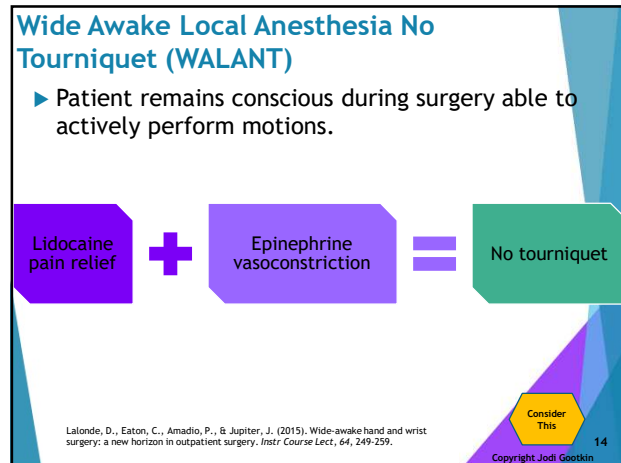 Wide Awake Local Anesthesia No
Tourniquet (WALANT)
Patient remains conscious during surgery able to
actively perform motions.
Lidocaine
pain relief
Epinephrine
vasoconstriction
No tourniquet
Lalonde, D., Eaton, C., Amadio, P., & Jupiter, J. (2015). Wide-awake hand and wrist
surgery: a new horizon in outpatient surgery. Instr Course Lect, 64, 249-259.
Consider
This
14
Copyright Jodi Gootkin